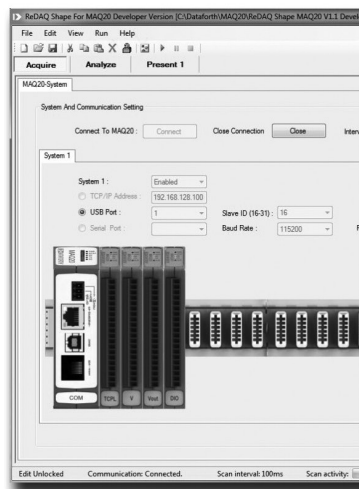 ReDAQ Shape For MAQ20 Developer Version [C:\Dataforth\MAQ20\ReDAQ Shape MAQ20 V1.1 Devel
File Edit View Run Help
Acquire Analyze Present 1
MAQ20-System
System And Communication Setting
Connect To MAQ20 : Connect Close Connection Close Interv
System 1
System 1 : Enabled
TCP/IP Address : 192.168.128.100
USB Port : 1 Slave ID (16-31) : 16
Serial Port : Baud Rate : 115200
COM TCPL V Vout DIO
Edit Unlocked Communication: Connected. Scan interval: 100ms Scan activity: